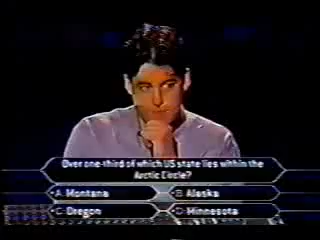 Over one-third of which US state lies within the
Arctic Circle?
A: Montana
B: Alaska
C: Oregon
D: Minnesota